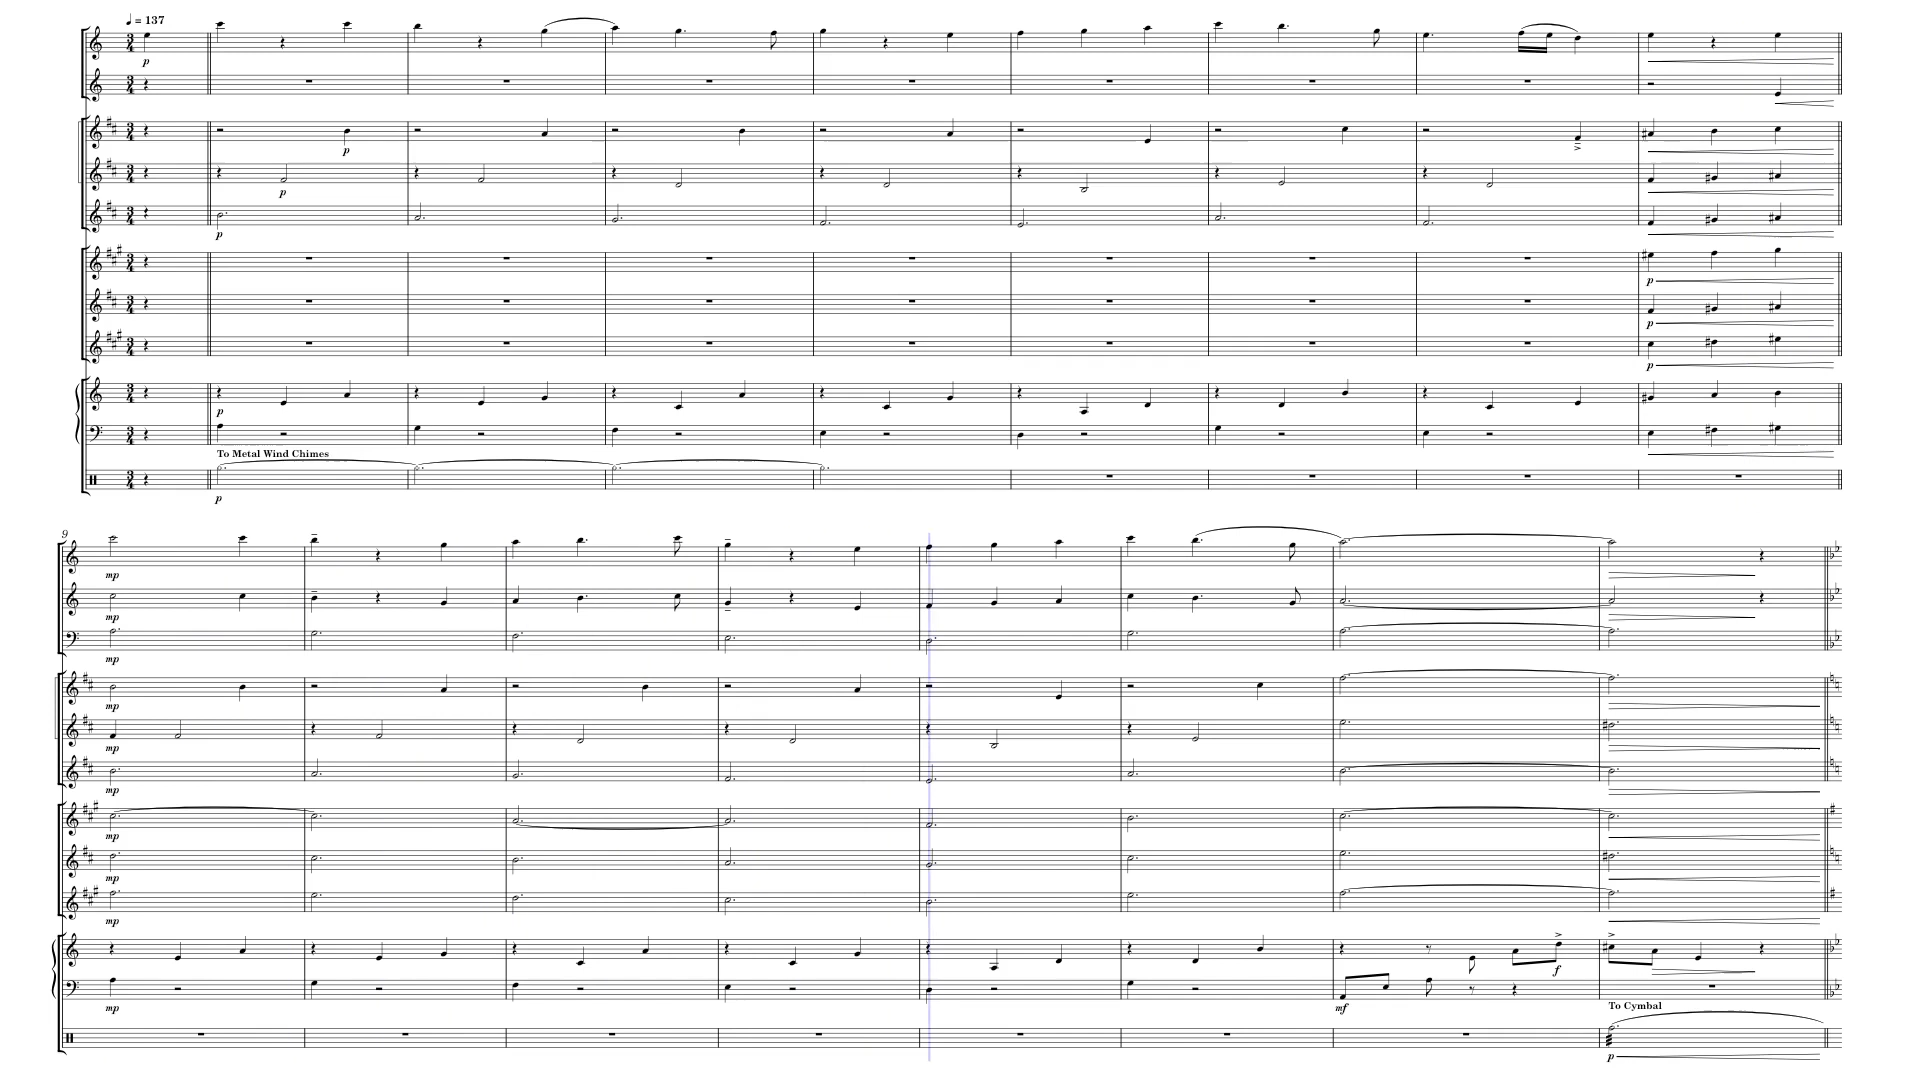 ♩ = 137
p
p
p
p
p
p
p
p
To Metal Wind Chimes
p
9
mp
mp
mp
mp
mp
mp
mp
mp
mp
f
mp
mf
To Cymbal
p